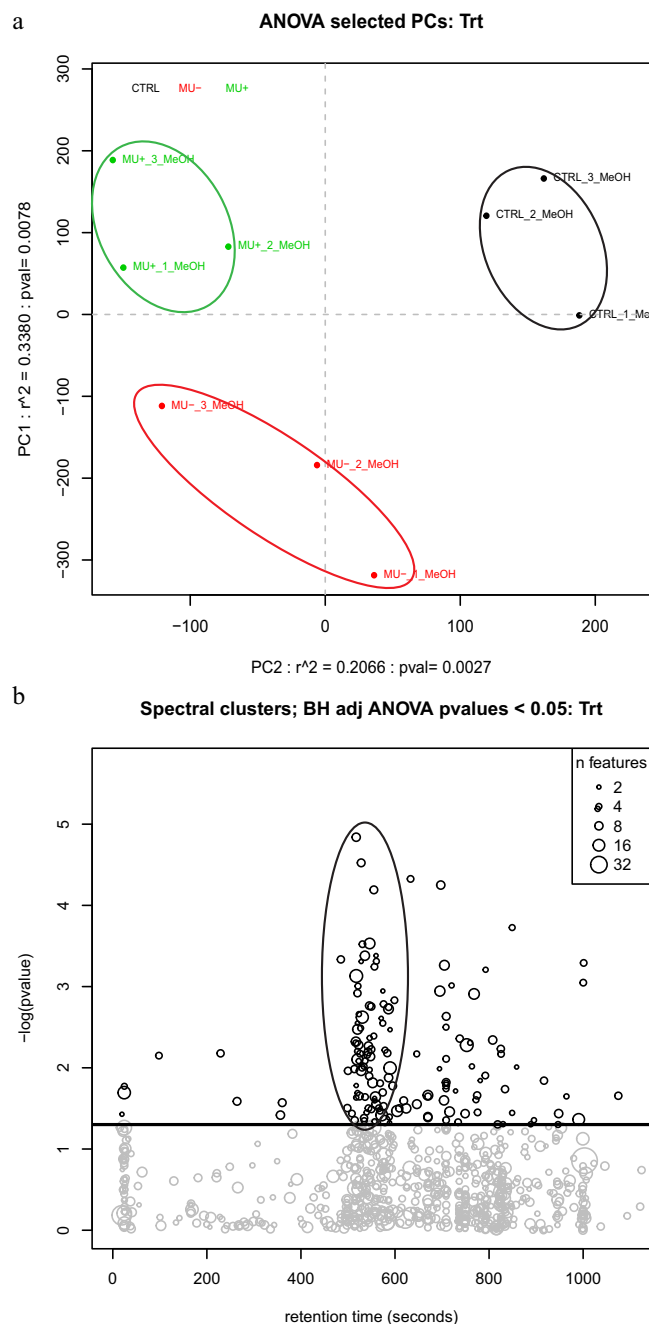 a
ANOVA selected PCs: Trt
CTRL MU− MU+
300
200
100
0
−100
−200
−300
PC1 : r^2 = 0.3380 : pval= 0.0078
MU+_3_MeOH
MU+_2_MeOH
MU+_1_MeOH
CTRL_3_MeOH
CTRL_2_MeOH
CTRL_1_Me
MU−_3_MeOH
MU−_2_MeOH
MU−_1_MeOH
−100 0 100 200
PC2 : r^2 = 0.2066 : pval= 0.0027
b
Spectral clusters; BH adj ANOVA pvalues < 0.05: Trt
n features
2
4
8
16
32
5
4
3
2
1
0
−log(pvalue)
0 200 400 600 800 1000
retention time (seconds)